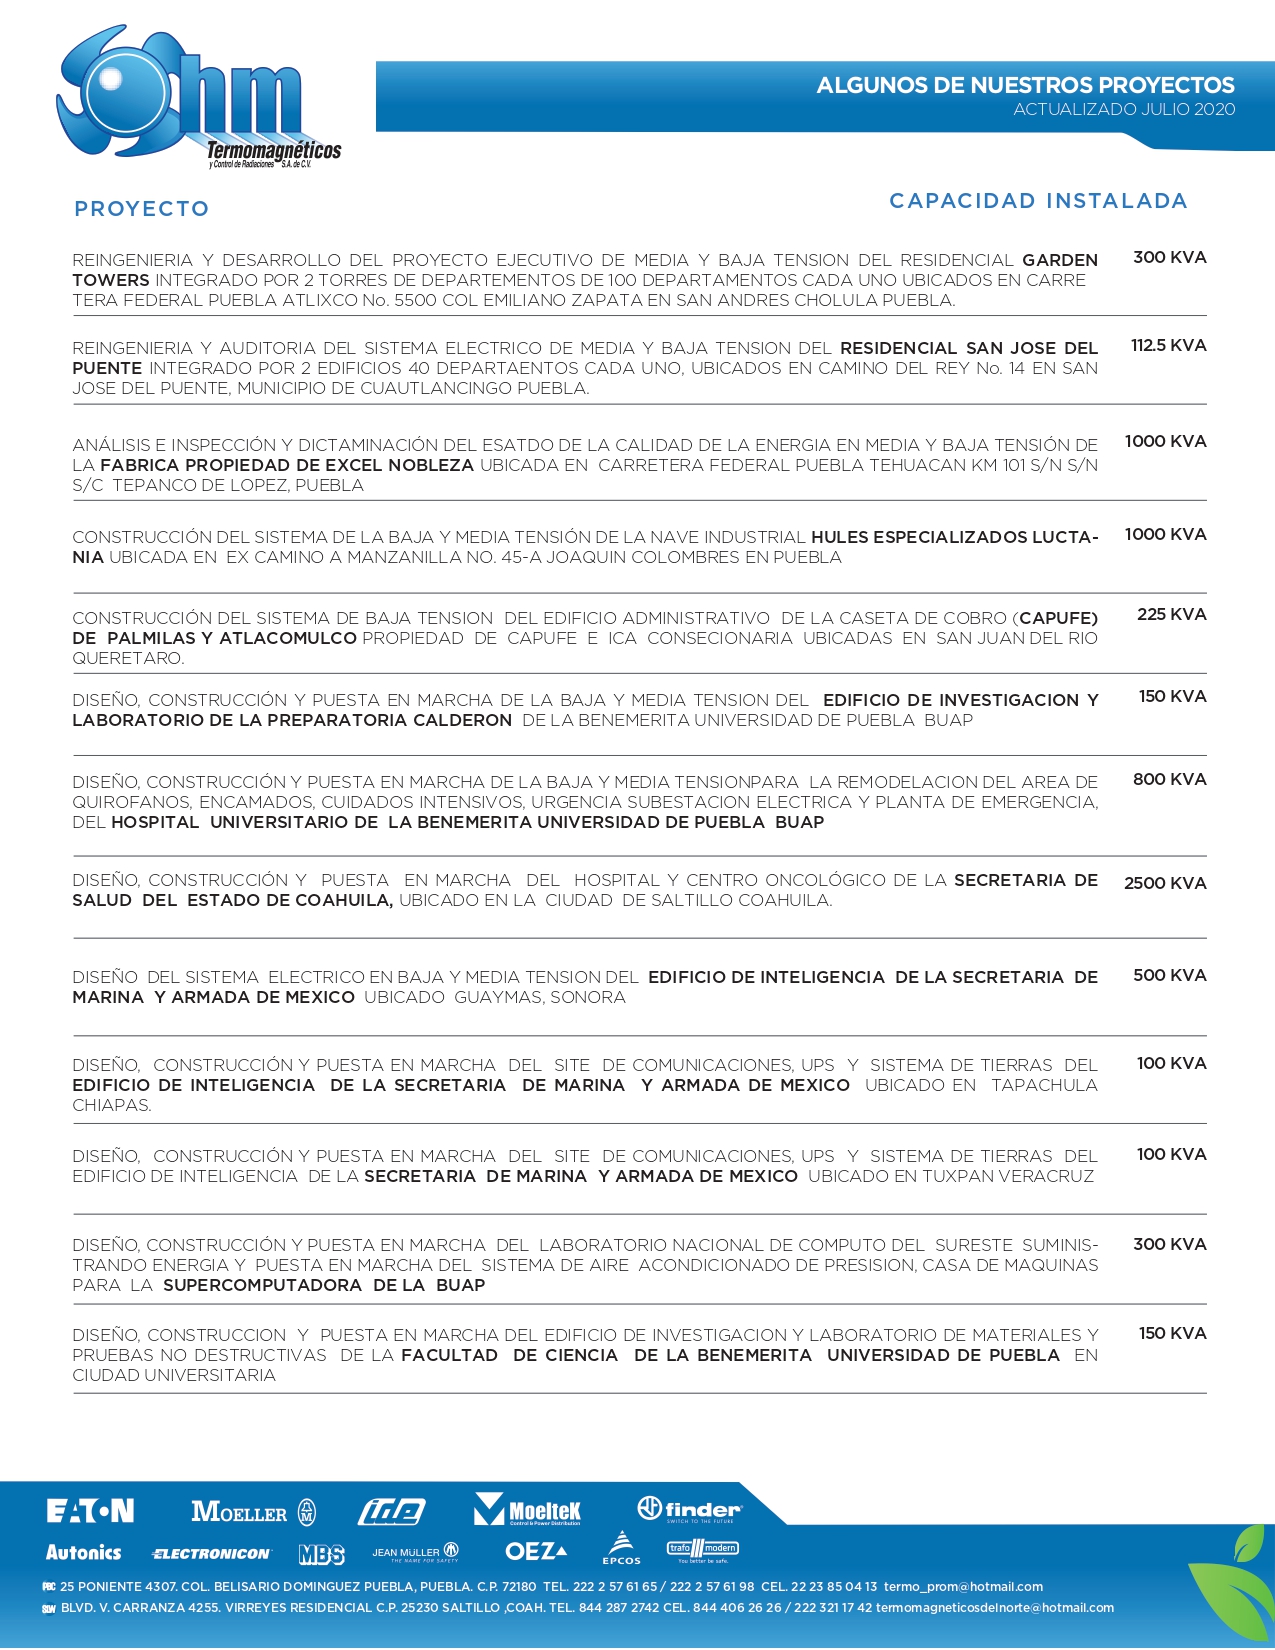 Ohm
Termomagnéticos
y Control de Radiaciones S.A. de C.V.
ALGUNOS DE NUESTROS PROYECTOS
ACTUALIZADO JULIO 2020
PROYECTO
CAPACIDAD INSTALADA
REINGENIERIA Y DESARROLLO DEL PROYECTO EJECUTIVO DE MEDIA Y BAJA TENSION DEL RESIDENCIAL GARDEN
300 KVA
TOWERS INTEGRADO POR 2 TORRES DE DEPARTEMENTOS DE 100 DEPARTAMENTOS CADA UNO UBICADOS EN CARRE
TERA FEDERAL PUEBLA ATLIXCO No. 5500 COL EMILIANO ZAPATA EN SAN ANDRES CHOLULA PUEBLA.
REINGENIERIA Y AUDITORIA DEL SISTEMA ELECTRICO DE MEDIA Y BAJA TENSION DEL RESIDENCIAL SAN JOSE DEL
112.5 KVA
PUENTE INTEGRADO POR 2 EDIFICIOS 40 DEPARTAENTOS CADA UNO, UBICADOS EN CAMINO DEL REY No. 14 EN SAN
JOSE DEL PUENTE, MUNICIPIO DE CUAUTLANCINGO PUEBLA.
ANÁLISIS E INSPECCIÓN Y DICTAMINACIÓN DEL ESATDO DE LA CALIDAD DE LA ENERGIA EN MEDIA Y BAJA TENSIÓN DE
1000 KVA
LA FABRICA PROPIEDAD DE EXCEL NOBLEZA UBICADA EN CARRETERA FEDERAL PUEBLA TEHUACAN KM 101 S/N S/N
S/C TEPANCO DE LOPEZ, PUEBLA
CONSTRUCCIÓN DEL SISTEMA DE LA BAJA Y MEDIA TENSIÓN DE LA NAVE INDUSTRIAL HULES ESPECIALIZADOS LUCTA-
1000 KVA
NIA UBICADA EN EX CAMINO A MANZANILLA NO. 45-A JOAQUIN COLOMBRES EN PUEBLA
CONSTRUCCIÓN DEL SISTEMA DE BAJA TENSION DEL EDIFICIO ADMINISTRATIVO DE LA CASETA DE COBRO (CAPUFE)
225 KVA
DE PALMILAS Y ATLACOMULCO PROPIEDAD DE CAPUFE E ICA CONSECIONARIA UBICADAS EN SAN JUAN DEL RIO
QUERETARO.
DISEÑO, CONSTRUCCIÓN Y PUESTA EN MARCHA DE LA BAJA Y MEDIA TENSION DEL EDIFICIO DE INVESTIGACION Y
150 KVA
LABORATORIO DE LA PREPARATORIA CALDERON DE LA BENEMERITA UNIVERSIDAD DE PUEBLA BUAP
DISEÑO, CONSTRUCCIÓN Y PUESTA EN MARCHA DE LA BAJA Y MEDIA TENSIONPARA LA REMODELACION DEL AREA DE
800 KVA
QUIROFANOS, ENCAMADOS, CUIDADOS INTENSIVOS, URGENCIA SUBESTACION ELECTRICA Y PLANTA DE EMERGENCIA,
DEL HOSPITAL UNIVERSITARIO DE LA BENEMERITA UNIVERSIDAD DE PUEBLA BUAP
DISEÑO, CONSTRUCCIÓN Y PUESTA EN MARCHA DEL HOSPITAL Y CENTRO ONCOLÓGICO DE LA SECRETARIA DE
2500 KVA
SALUD DEL ESTADO DE COAHUILA, UBICADO EN LA CIUDAD DE SALTILLO COAHUILA.
DISEÑO DEL SISTEMA ELECTRICO EN BAJA Y MEDIA TENSION DEL EDIFICIO DE INTELIGENCIA DE LA SECRETARIA DE
500 KVA
MARINA Y ARMADA DE MEXICO UBICADO GUAYMAS, SONORA
DISEÑO, CONSTRUCCIÓN Y PUESTA EN MARCHA DEL SITE DE COMUNICACIONES, UPS Y SISTEMA DE TIERRAS DEL
100 KVA
EDIFICIO DE INTELIGENCIA DE LA SECRETARIA DE MARINA Y ARMADA DE MEXICO UBICADO EN TAPACHULA
CHIAPAS.
DISEÑO, CONSTRUCCIÓN Y PUESTA EN MARCHA DEL SITE DE COMUNICACIONES, UPS Y SISTEMA DE TIERRAS DEL
100 KVA
EDIFICIO DE INTELIGENCIA DE LA SECRETARIA DE MARINA Y ARMADA DE MEXICO UBICADO EN TUXPAN VERACRUZ
DISEÑO, CONSTRUCCIÓN Y PUESTA EN MARCHA DEL LABORATORIO NACIONAL DE COMPUTO DEL SURESTE SUMINIS-
300 KVA
TRANDO ENERGIA Y PUESTA EN MARCHA DEL SISTEMA DE AIRE ACONDICIONADO DE PRESISION, CASA DE MAQUINAS
PARA LA SUPERCOMPUTADORA DE LA BUAP
DISEÑO, CONSTRUCCION Y PUESTA EN MARCHA DEL EDIFICIO DE INVESTIGACION Y LABORATORIO DE MATERIALES Y
150 KVA
PRUEBAS NO DESTRUCTIVAS DE LA FACULTAD DE CIENCIA DE LA BENEMERITA UNIVERSIDAD DE PUEBLA EN
CIUDAD UNIVERSITARIA
EATON MOELLER ide MoelteK finder
Control & Power Distribution
SWITCH TO THE FUTURE
Autonics ELECTRONICON MBS JEAN MÜLLER OEZ EPCOS trafo modern
THE NAME FOR SAFETY
You better be safe.
PBC 25 PONIENTE 4307. COL. BELISARIO DOMINGUEZ PUEBLA, PUEBLA. C.P. 72180 TEL. 222 2 57 61 65 / 222 2 57 61 98 CEL. 22 23 85 04 13 termo_prom@hotmail.com
BLVD. V. CARRANZA 4255. VIRREYES RESIDENCIAL C.P. 25230 SALTILLO ,COAH. TEL. 844 287 2742 CEL. 844 406 26 26 / 222 321 17 42 termomagneticosdelnorte@hotmail.com